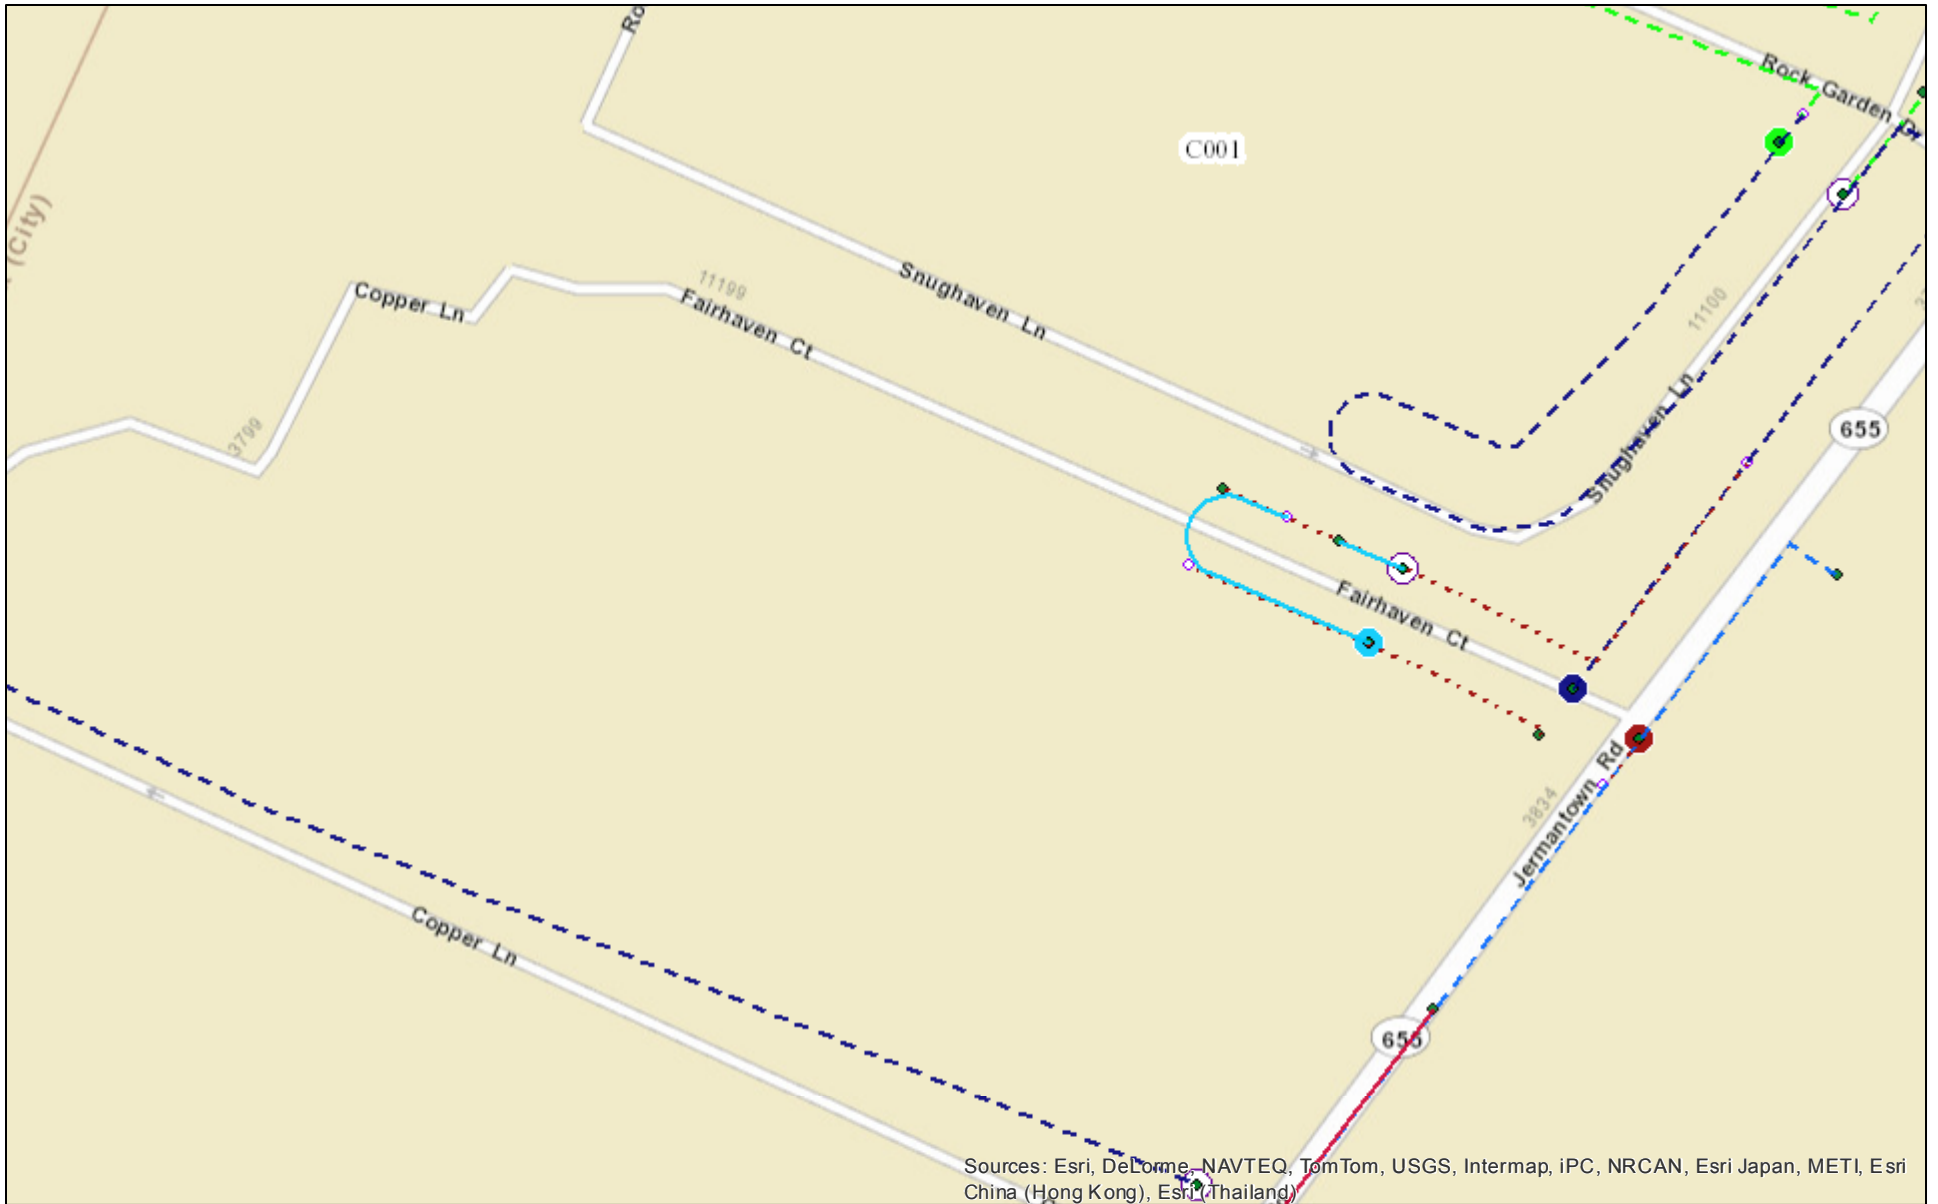 Ro
Rock Garden Dr
C001
(City)
11199
Copper Ln
Fairhaven Ct
Snughaven Ln
11100
3799
Snughaven Ln
655
Fairhaven Ct
Jermantown Rd
3834
Copper Ln
655
Sources: Esri, DeLorme, NAVTEQ, TomTom, USGS, Intermap, iPC, NRCAN, Esri Japan, METI, Esri
China (Hong Kong), Esri (Thailand)